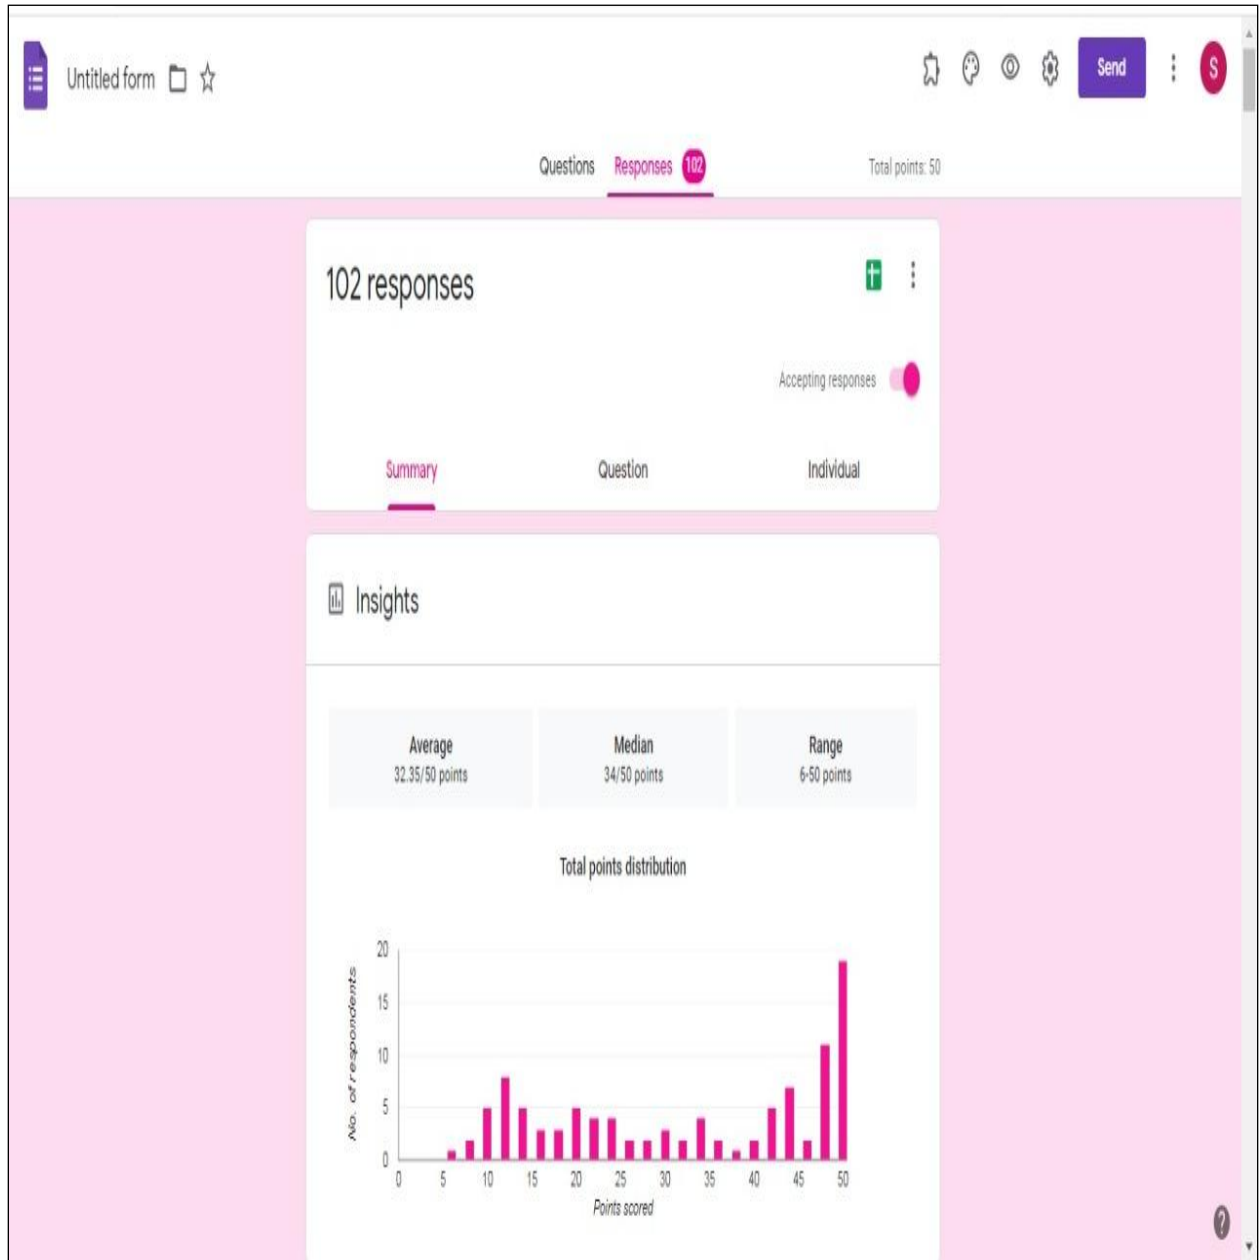 Untitled form
Send
S
Questions Responses 102 Total points: 50
102 responses
Accepting responses
Summary Question Individual
Insights
Average Median Range
32.35/50 points 34/50 points 6-50 points
Total points distribution
No. of respondents
20
15
10
5
0
0 5 10 15 20 25 30 35 40 45 50
Points scored